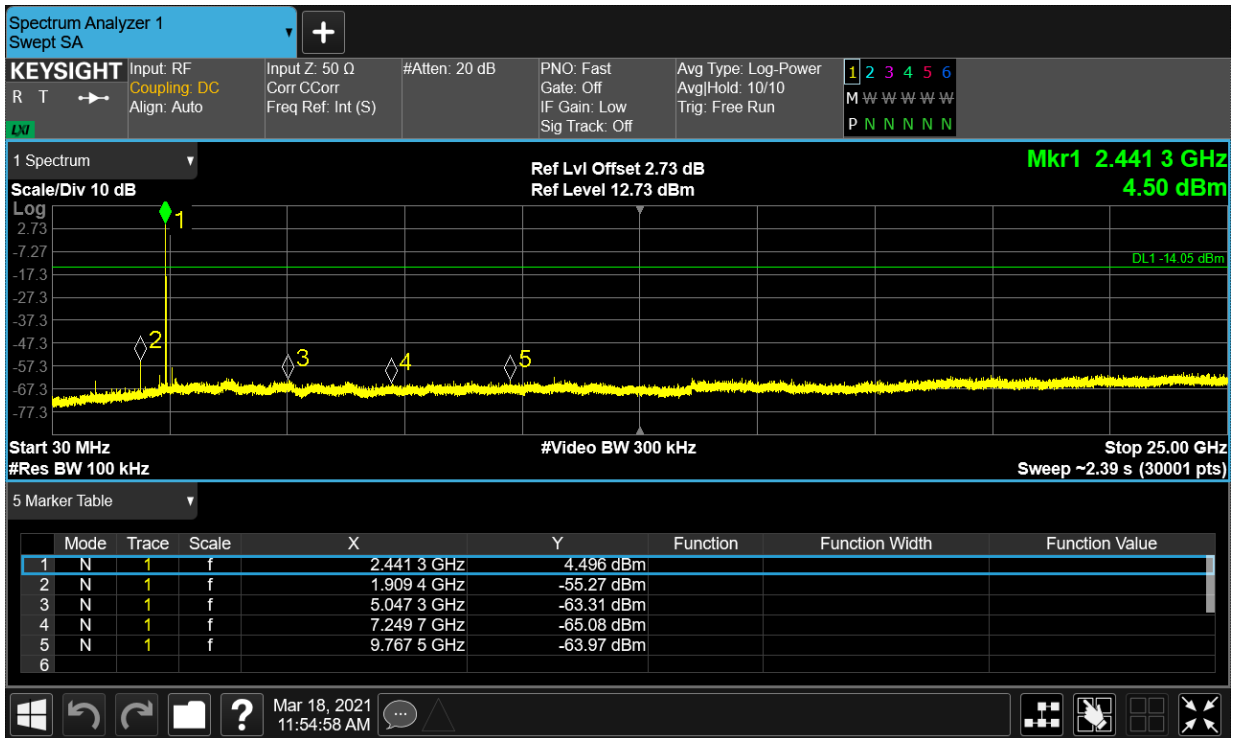 Spectrum Analyzer 1
Swept SA
KEYSIGHT
R T
LXI
Input: RF
Coupling: DC
Align: Auto
Input Z: 50 Ω
Corr CCorr
Freq Ref: Int (S)
#Atten: 20 dB
PNO: Fast
Gate: Off
IF Gain: Low
Sig Track: Off
Avg Type: Log-Power
Avg|Hold: 10/10
Trig: Free Run
1 2 3 4 5 6
M W W W W W
P N N N N N
1 Spectrum
Scale/Div 10 dB
Ref Lvl Offset 2.73 dB
Ref Level 12.73 dBm
Mkr1 2.441 3 GHz
4.50 dBm
Log
2.73
-7.27
-17.3
-27.3
-37.3
-47.3
-57.3
-67.3
-77.3
1
2
3
4
5
DL1 -14.05 dBm
Start 30 MHz
#Video BW 300 kHz
Stop 25.00 GHz
#Res BW 100 kHz
Sweep ~2.39 s (30001 pts)
5 Marker Table
Mode Trace Scale X Y Function Function Width Function Value
1 N 1 f 2.441 3 GHz 4.496 dBm
2 N 1 f 1.909 4 GHz -55.27 dBm
3 N 1 f 5.047 3 GHz -63.31 dBm
4 N 1 f 7.249 7 GHz -65.08 dBm
5 N 1 f 9.767 5 GHz -63.97 dBm
6
?
Mar 18, 2021
11:54:58 AM